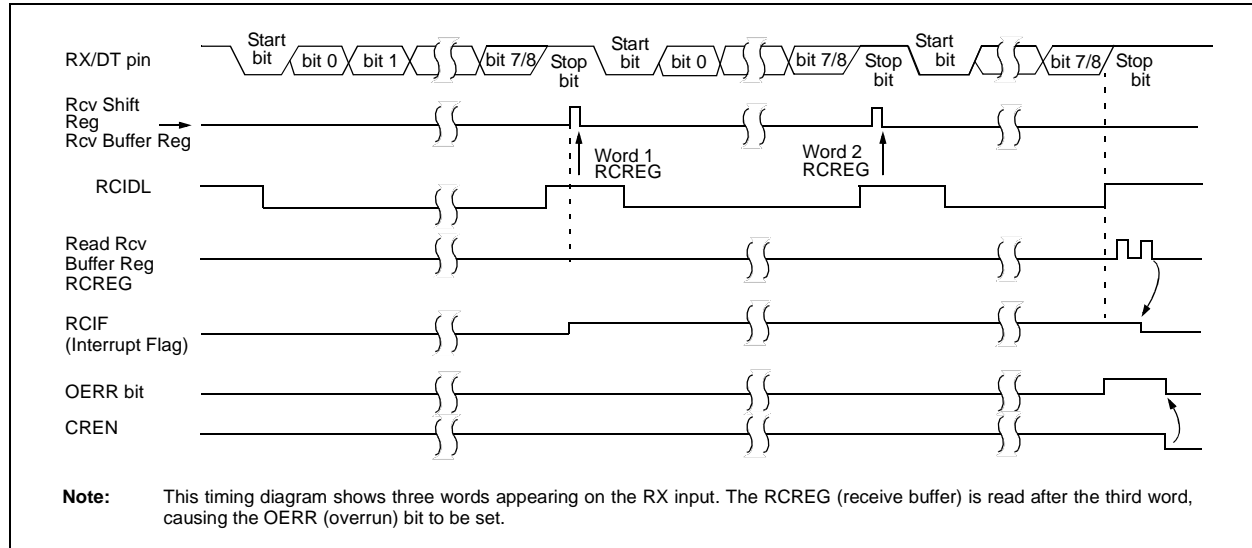 RX/DT pin
Start
bit
bit 0
bit 1
bit 7/8
Stop
bit
Start
bit
bit 0
bit 7/8
Stop
bit
Start
bit
bit 7/8
Stop
bit
Rcv Shift
Reg
Rcv Buffer Reg
Word 1
RCREG
Word 2
RCREG
RCIDL
Read Rcv
Buffer Reg
RCREG
RCIF
(Interrupt Flag)
OERR bit
CREN
Note: This timing diagram shows three words appearing on the RX input. The RCREG (receive buffer) is read after the third word,
causing the OERR (overrun) bit to be set.